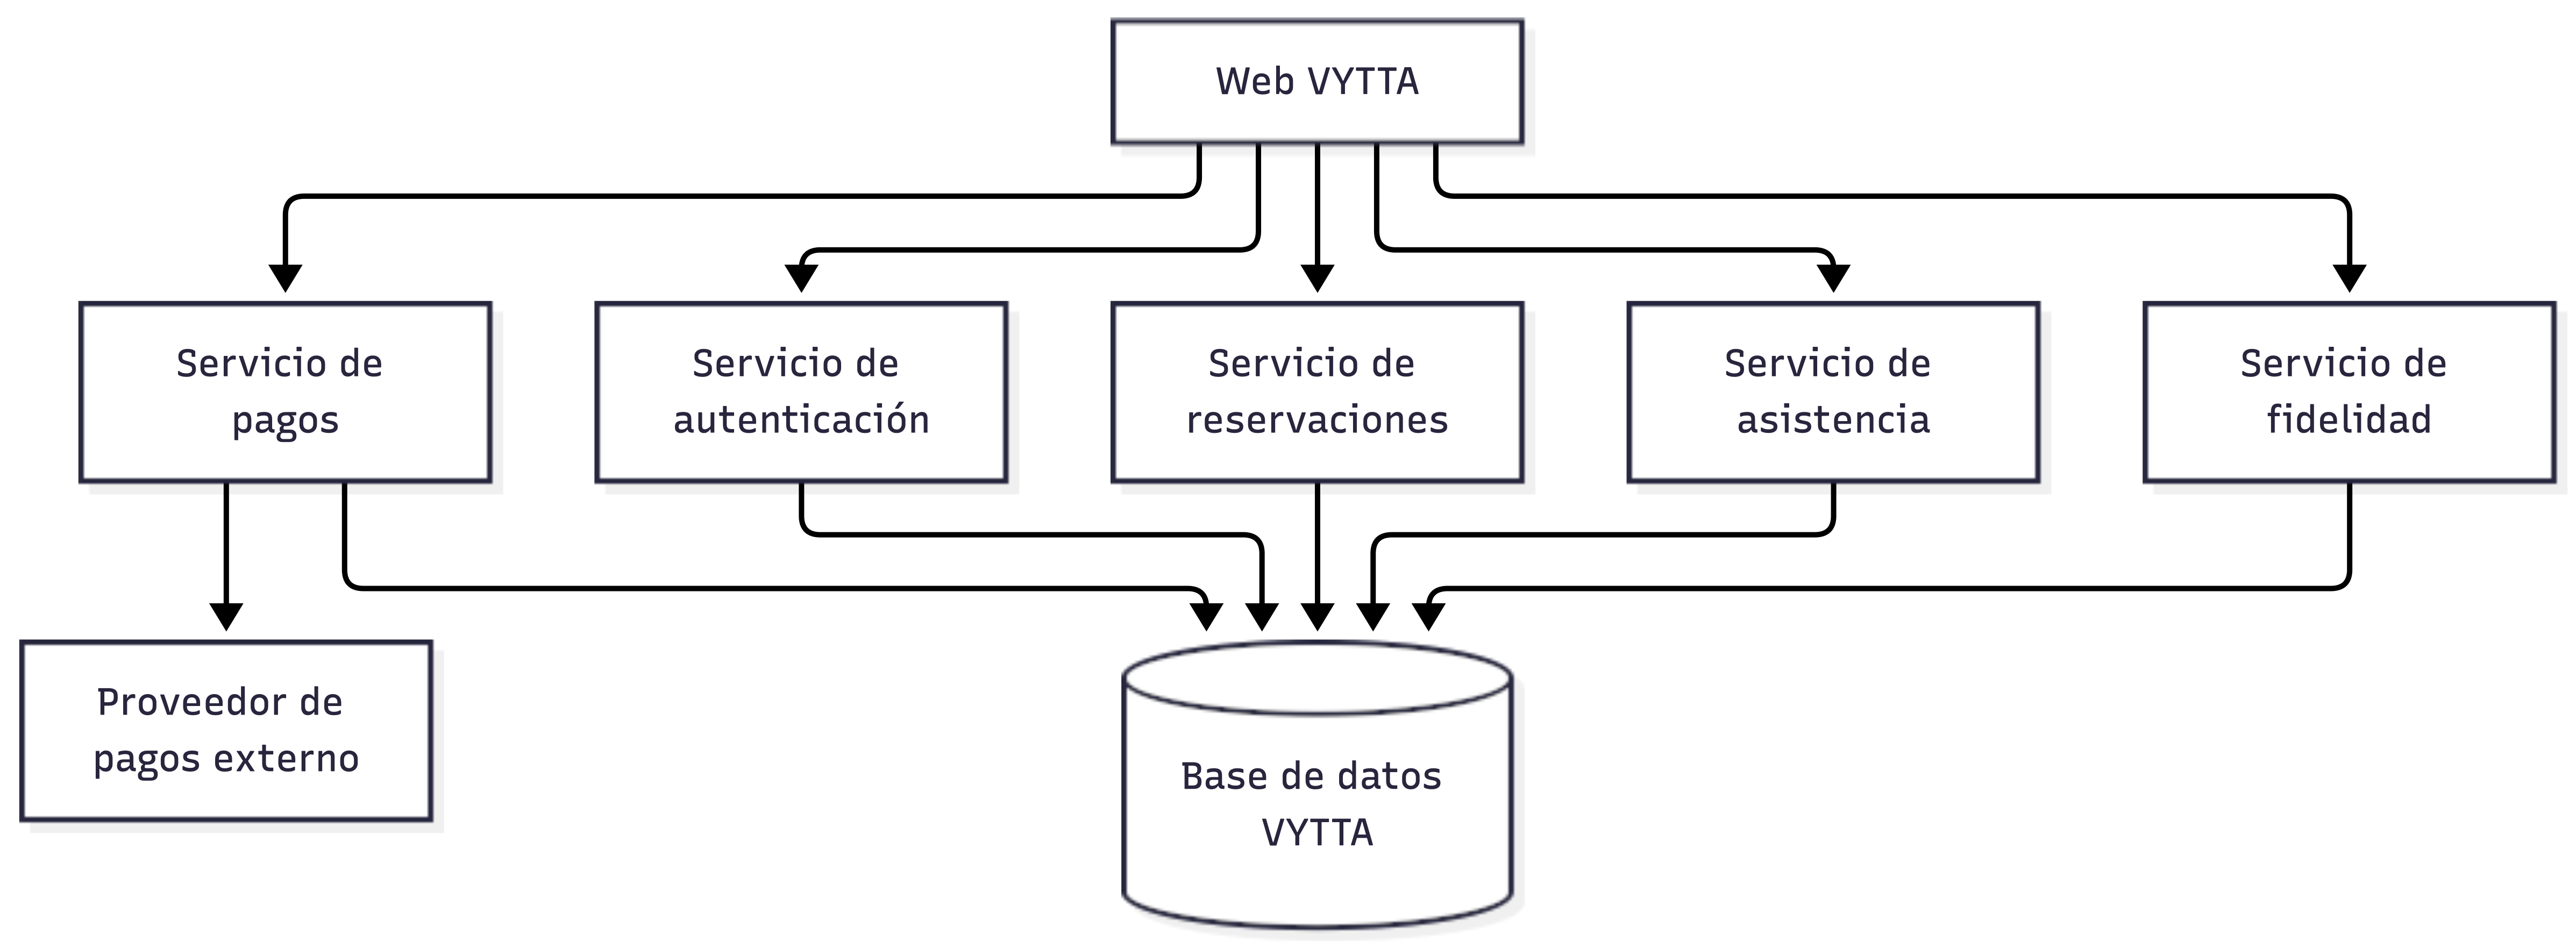 Web VYTTA
Servicio de
pagos
Servicio de
autenticación
Servicio de
reservaciones
Servicio de
asistencia
Servicio de
fidelidad
Proveedor de
pagos externo
Base de datos
VYTTA